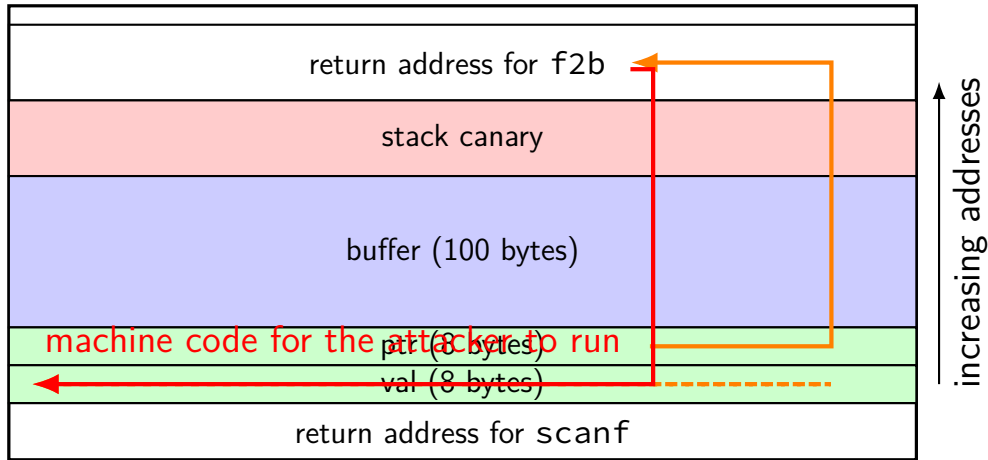 return address for f2b
stack canary
buffer (100 bytes)
machine code for the attacker to run
ptr (8 bytes)
val (8 bytes)
return address for scanf
increasing addresses